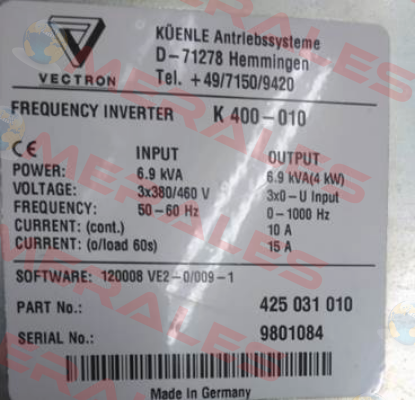 KÜENLE Antriebssysteme
D-71278 Hemmingen
Tel. +49/7150/9420
VECTRON
FREQUENCY INVERTER K 400-010
CE INPUT OUTPUT
POWER: 6.9 kVA 6.9 kVA(4 kW)
VOLTAGE: 3x380/460 V 3x0-U Input
FREQUENCY: 50-60 Hz 0-1000 Hz
CURRENT: (cont.) 10 A
CURRENT: (o/load 60s) 15 A
SOFTWARE: 120008 VE2-0/009-1
PART No.: 425 031 010
SERIAL No.: 9801084
Made in Germany